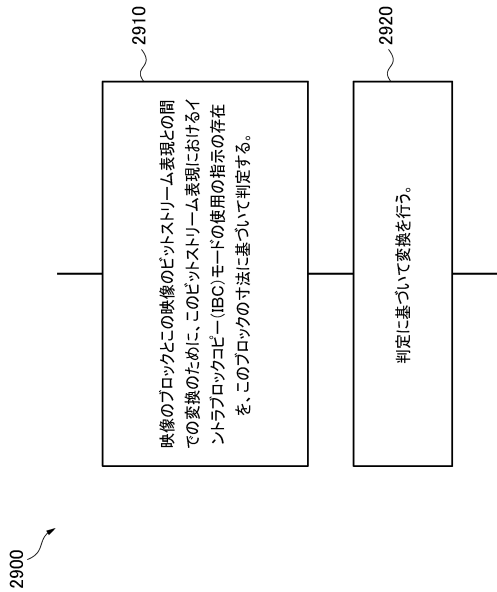 2900
2910
映像のブロックとこの映像のビットストリーム表現との間
での変換のために、このビットストリーム表現におけるイ
ントラブロックコピー(IBC)モードの使用の指示の存在
を、このブロックの寸法に基づいて判定する。
2920
判定に基づいて変換を行う。